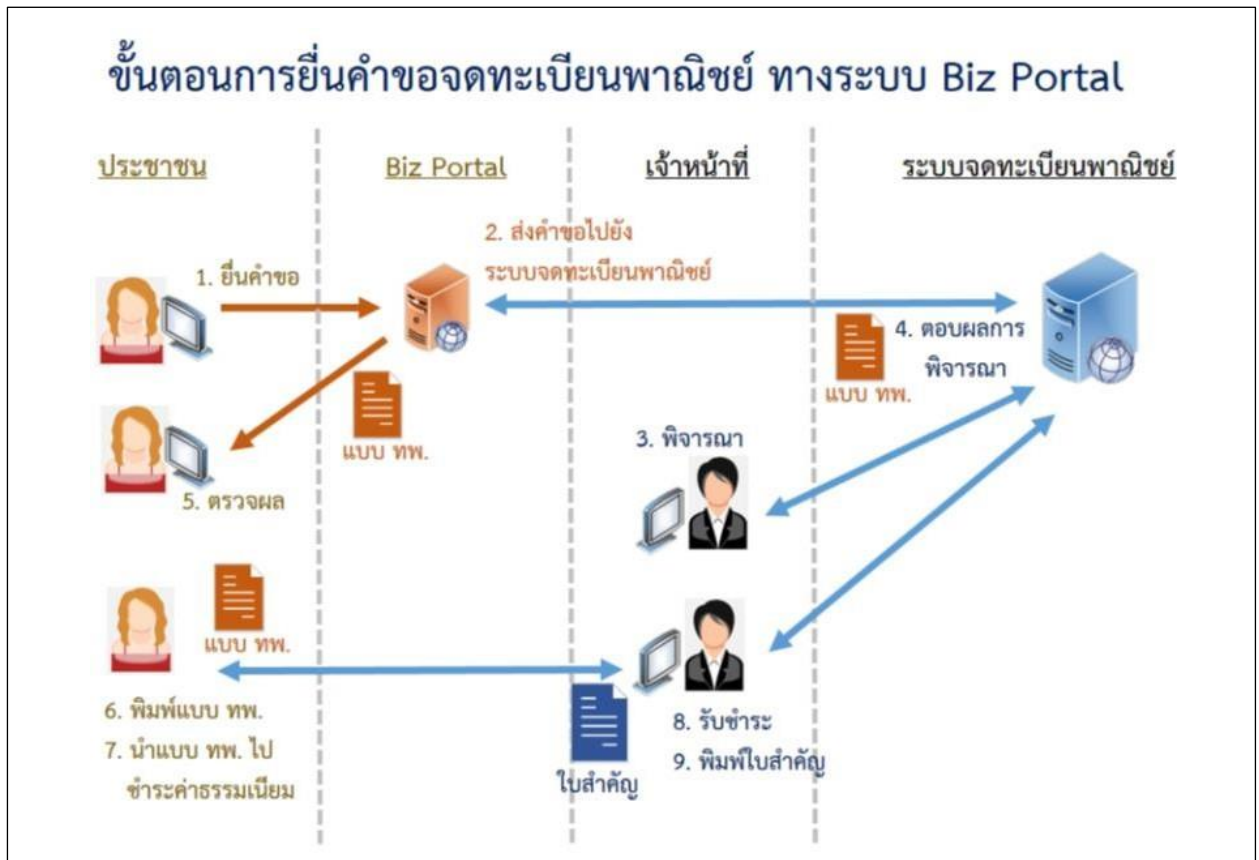 ขั้นตอนการยื่นคำขอจดทะเบียนพาณิชย์ ทางระบบ Biz Portal
ประชาชน
Biz Portal
เจ้าหน้าที่
ระบบจดทะเบียนพาณิชย์
1. ยื่นคำขอ
2. ส่งคำขอไปยัง
ระบบจดทะเบียนพาณิชย์
4. ตอบผลการ
พิจารณา
แบบ ทพ.
แบบ ทพ.
3. พิจารณา
5. ตรวจผล
แบบ ทพ.
6. พิมพ์แบบ ทพ.
7. นำแบบ ทพ. ไป
ชำระค่าธรรมเนียม
ใบสำคัญ
8. รับชำระ
9. พิมพ์ใบสำคัญ